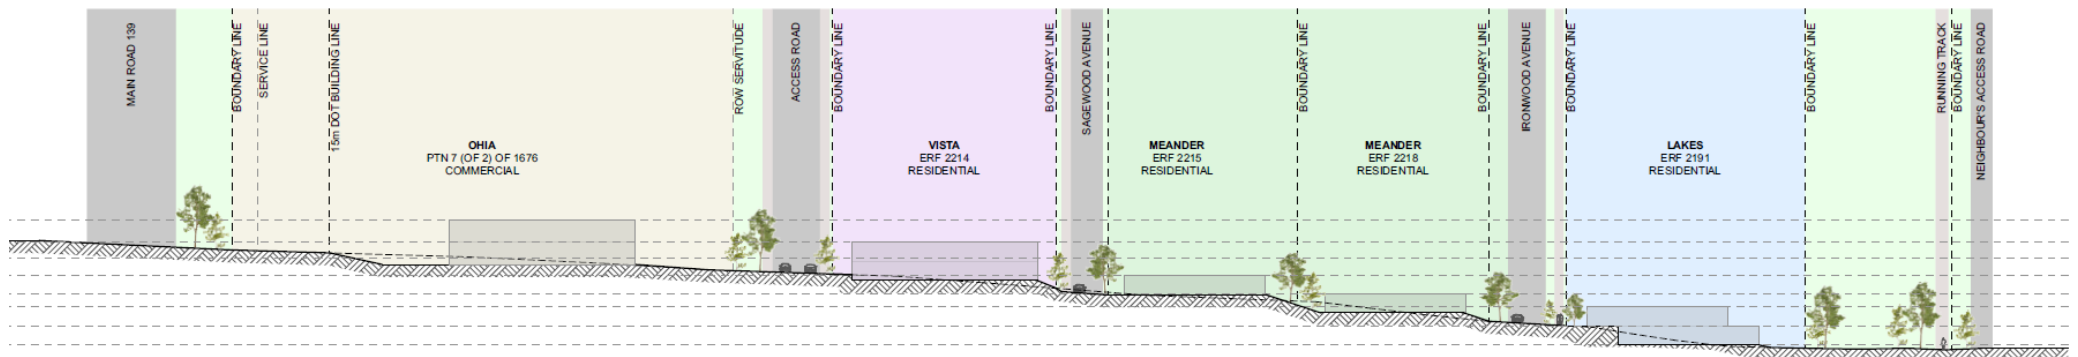 MAIN ROAD 139
BOUNDARY LINE
SERVICE LINE
15m DOT BUILDING LINE
OHIA
PTN 7 (OF 2) OF 1676
COMMERCIAL
ROW SERVITUDE
ACCESS ROAD
BOUNDARY LINE
VISTA
ERF 2214
RESIDENTIAL
BOUNDARY LINE
SAGEWOOD AVENUE
MEANDER
ERF 2215
RESIDENTIAL
BOUNDARY LINE
MEANDER
ERF 2218
RESIDENTIAL
BOUNDARY LINE
IRONWOOD AVENUE
BOUNDARY LINE
LAKES
ERF 2191
RESIDENTIAL
BOUNDARY LINE
RUNNING TRACK
BOUNDARY LINE
NEIGHBOUR'S ACCESS ROAD